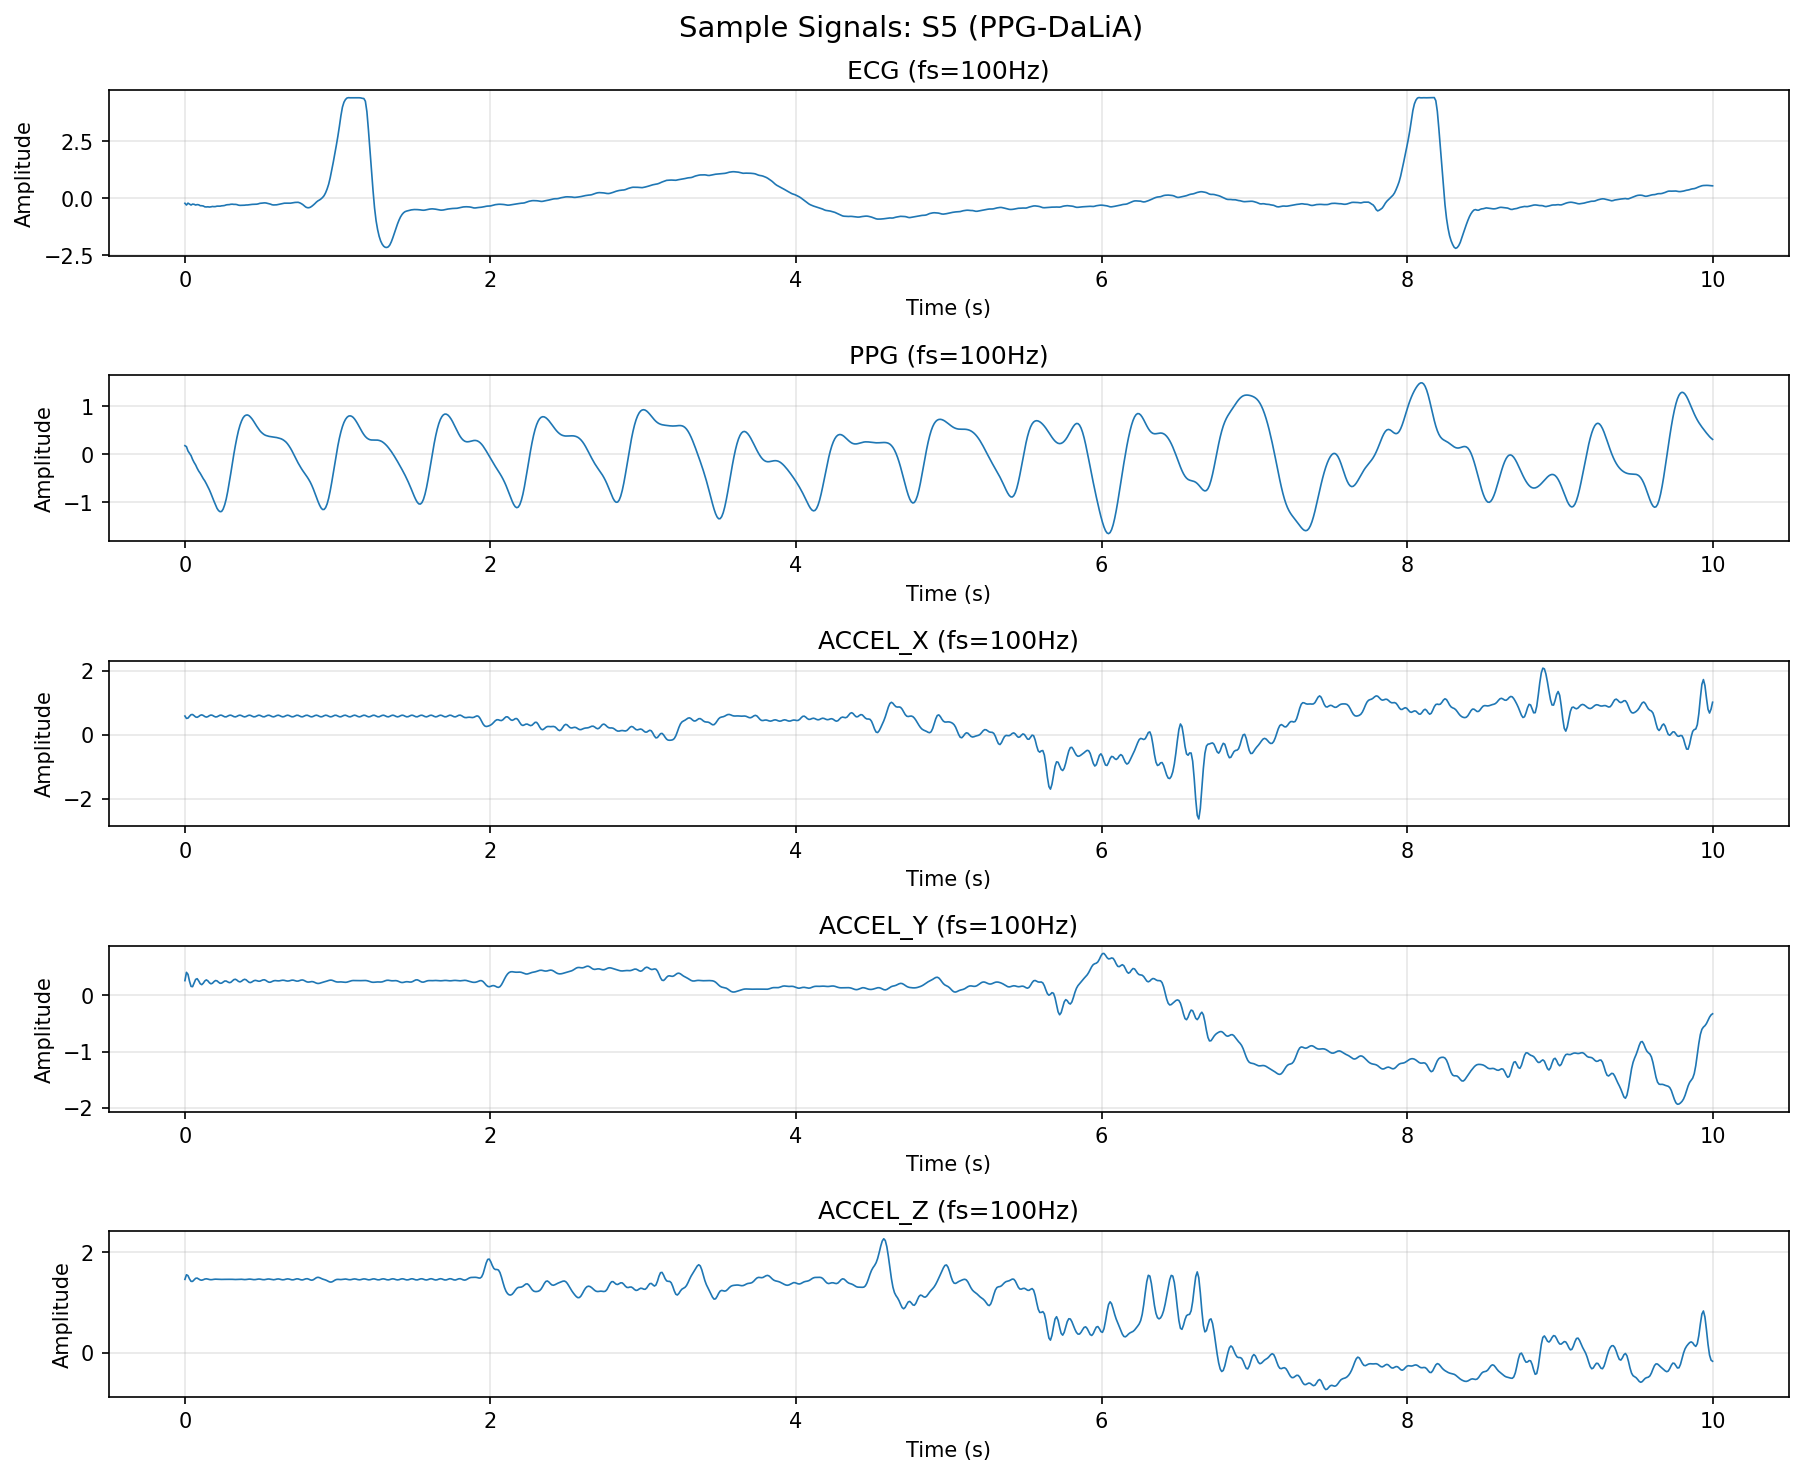 Sample Signals: S5 (PPG-DaLiA)
ECG (fs=100Hz)
Amplitude
2.5
0.0
−2.5
0 2 4 6 8 10
Time (s)
PPG (fs=100Hz)
Amplitude
1
0
−1
0 2 4 6 8 10
Time (s)
ACCEL_X (fs=100Hz)
Amplitude
2
0
−2
0 2 4 6 8 10
Time (s)
ACCEL_Y (fs=100Hz)
Amplitude
0
−1
−2
0 2 4 6 8 10
Time (s)
ACCEL_Z (fs=100Hz)
Amplitude
2
0
0 2 4 6 8 10
Time (s)